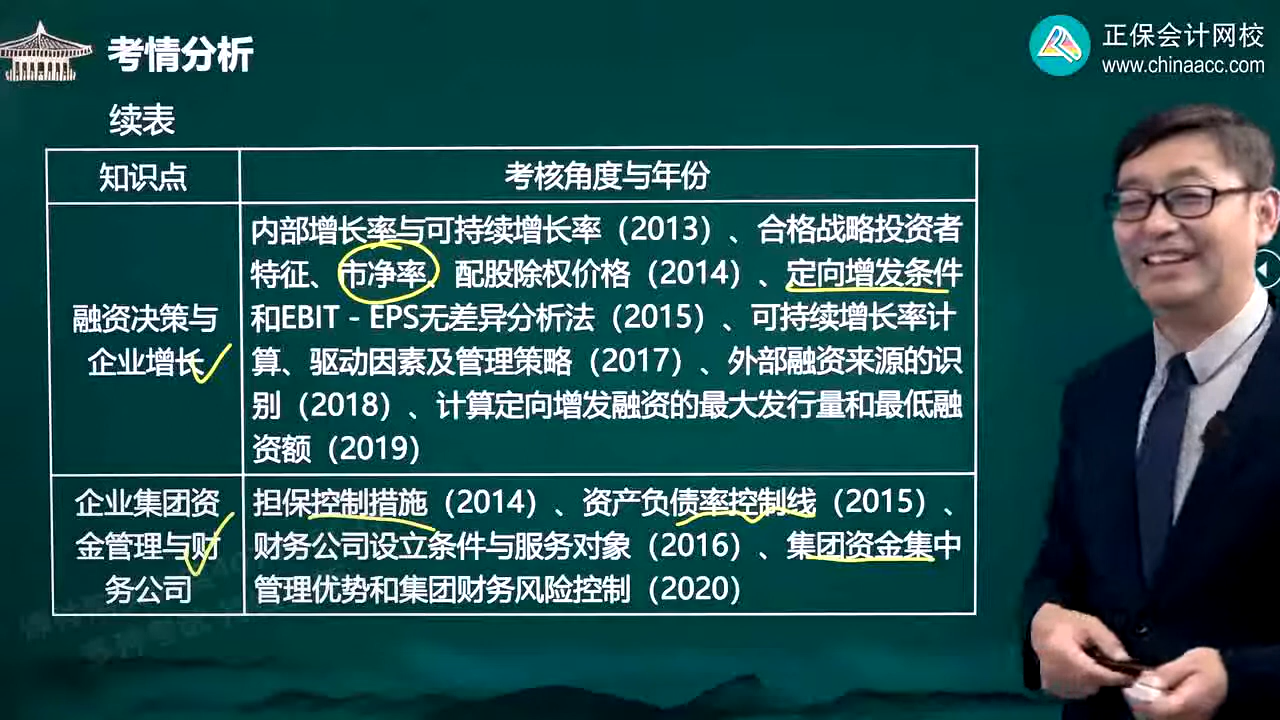 考情分析
正保会计网校
www.chinaacc.com
续表
知识点
考核角度与年份
融资决策与
企业增长
内部增长率与可持续增长率（2013）、合格战略投资者
特征、市净率、配股除权价格（2014）、定向增发条件
和EBIT－EPS无差异分析法（2015）、可持续增长率计
算、驱动因素及管理策略（2017）、外部融资来源的识
别（2018）、计算定向增发融资的最大发行量和最低融
资额（2019）
企业集团资
金管理与财
务公司
担保控制措施（2014）、资产负债率控制线（2015）、
财务公司设立条件与服务对象（2016）、集团资金集中
管理优势和集团财务风险控制（2020）